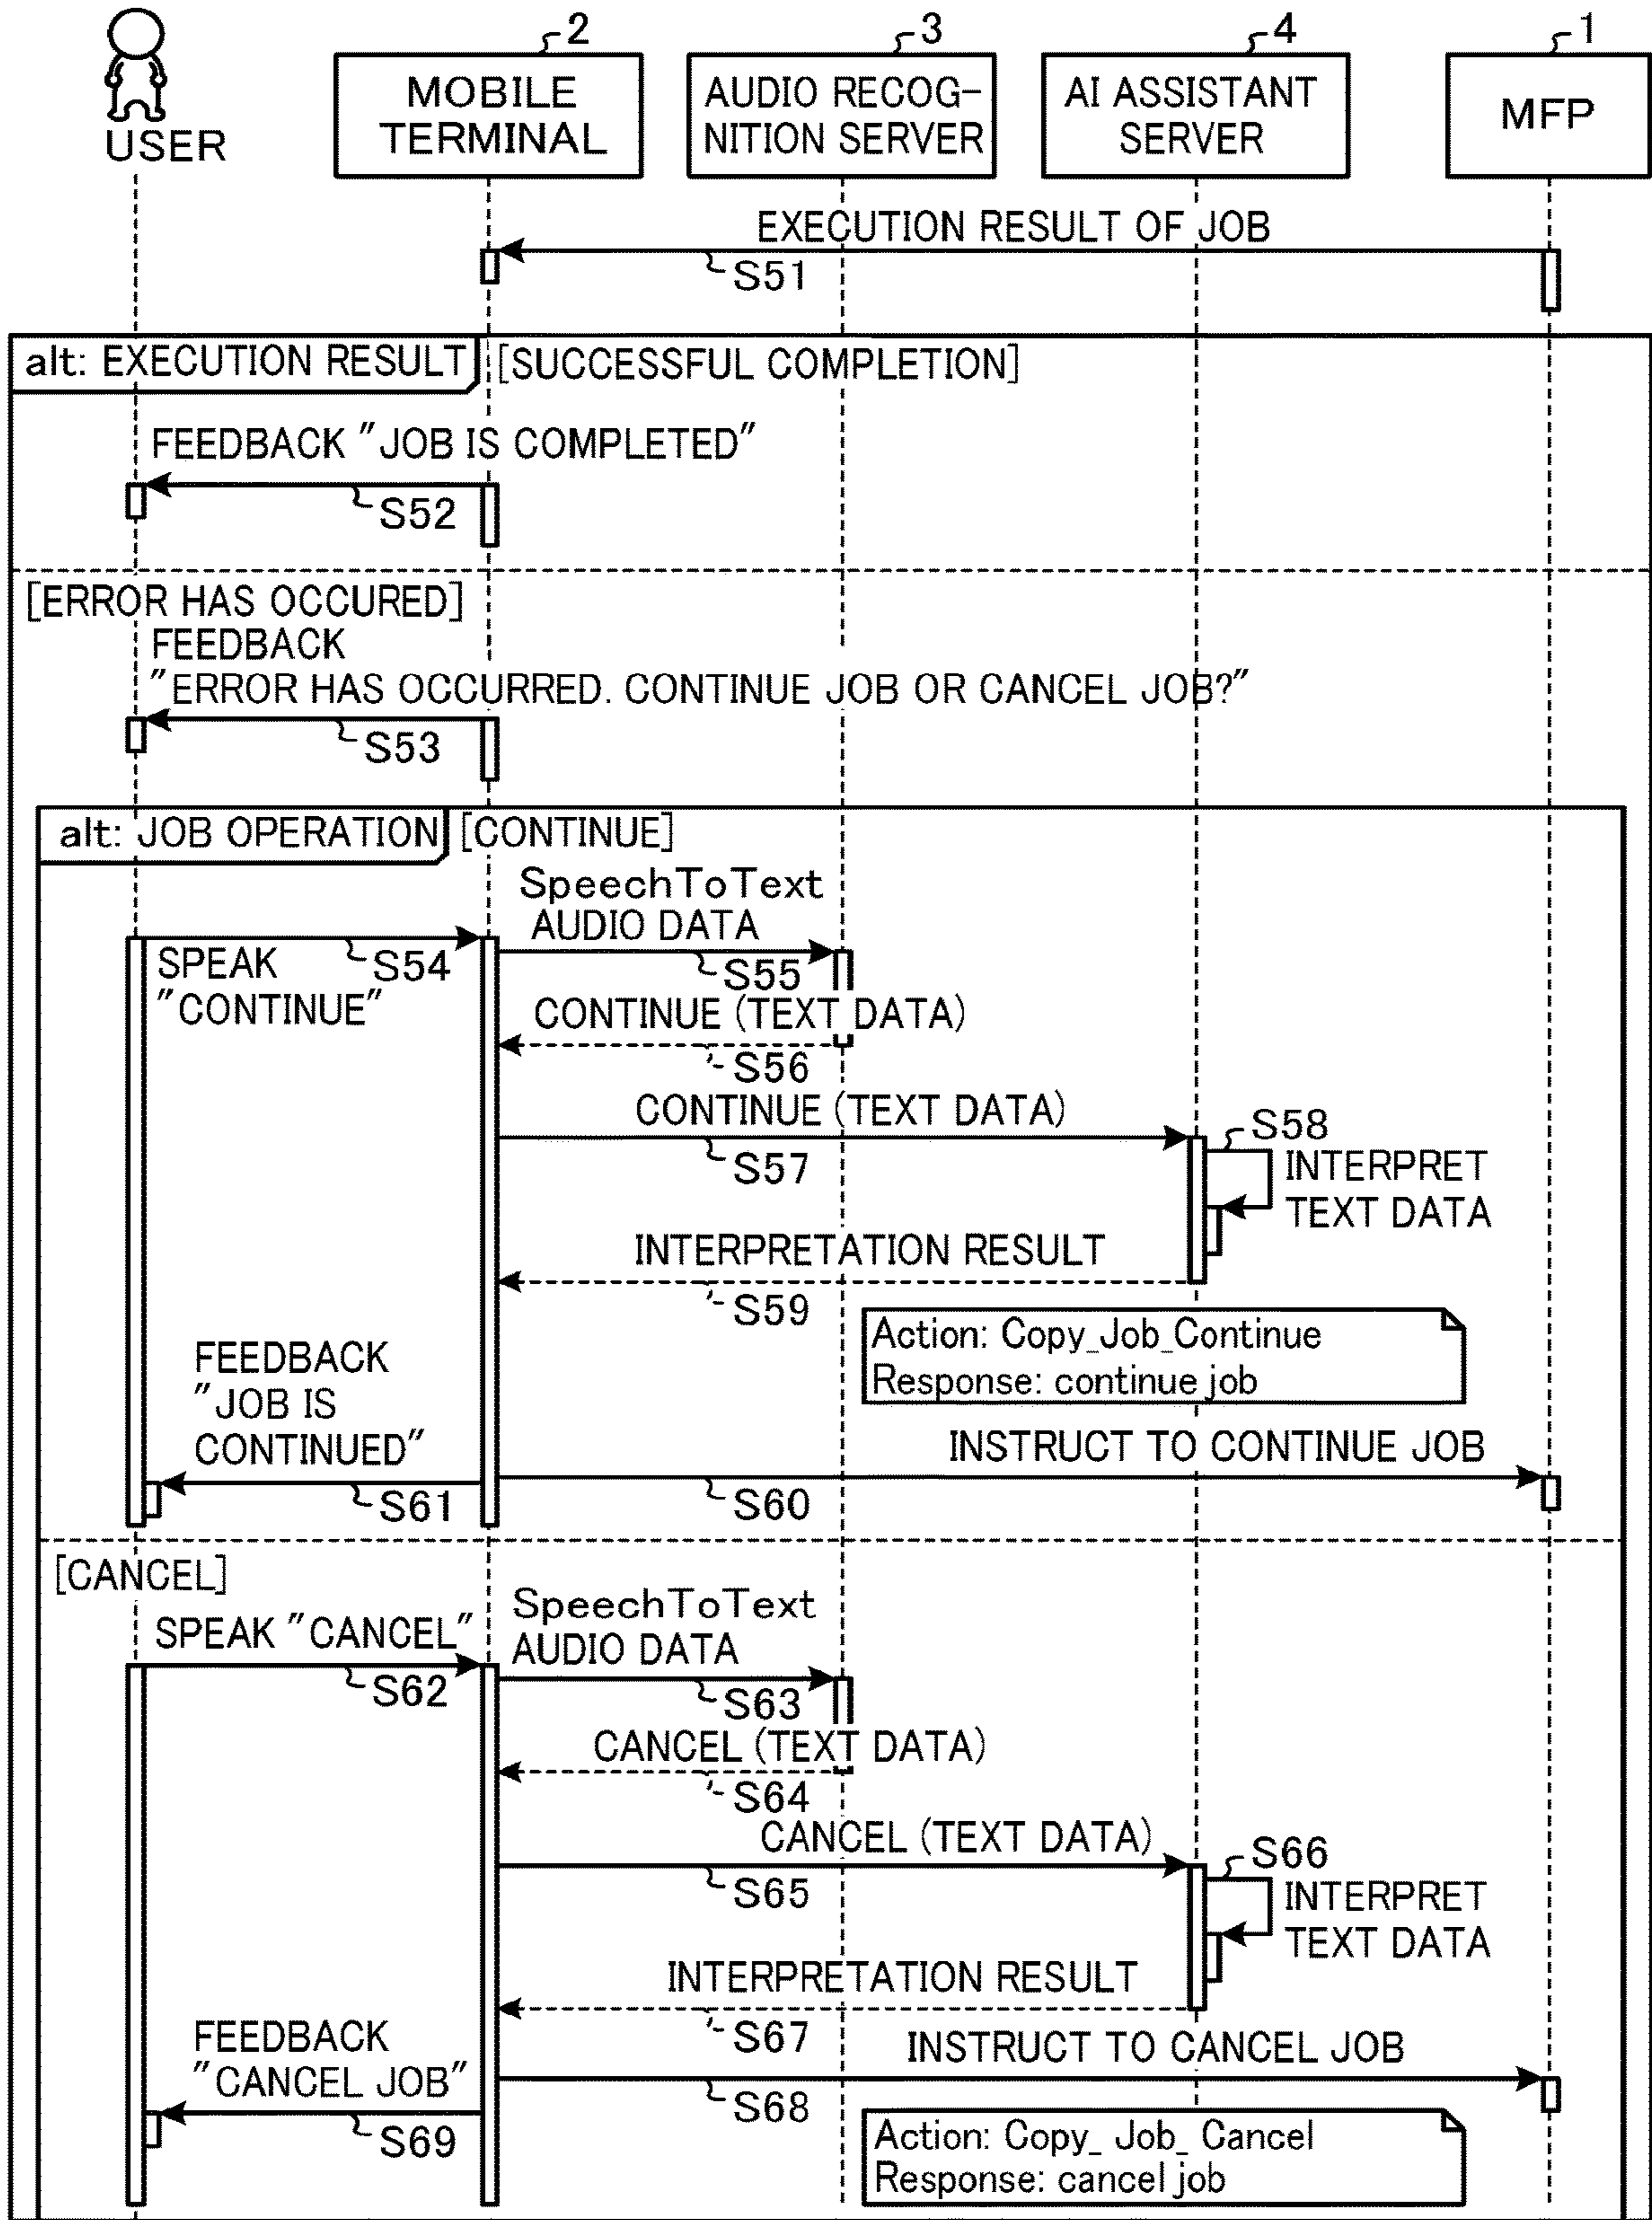 2
3
4
1
USER
MOBILE
TERMINAL
AUDIO RECOG-
NITION SERVER
AI ASSISTANT
SERVER
MFP
EXECUTION RESULT OF JOB
S51
alt: EXECUTION RESULT
[SUCCESSFUL COMPLETION]
FEEDBACK "JOB IS COMPLETED"
S52
[ERROR HAS OCCURED]
FEEDBACK
"ERROR HAS OCCURRED. CONTINUE JOB OR CANCEL JOB?"
S53
alt: JOB OPERATION
[CONTINUE]
SpeechToText
AUDIO DATA
SPEAK
"CONTINUE"
S54
S55
CONTINUE (TEXT DATA)
S56
CONTINUE (TEXT DATA)
S57
S58
INTERPRET
TEXT DATA
INTERPRETATION RESULT
S59
Action: Copy_Job_Continue
Response: continue job
FEEDBACK
"JOB IS
CONTINUED"
INSTRUCT TO CONTINUE JOB
S61
S60
[CANCEL]
SPEAK "CANCEL"
SpeechToText
AUDIO DATA
S62
S63
CANCEL (TEXT DATA)
S64
CANCEL (TEXT DATA)
S65
S66
INTERPRET
TEXT DATA
INTERPRETATION RESULT
S67
FEEDBACK
"CANCEL JOB"
INSTRUCT TO CANCEL JOB
S69
S68
Action: Copy_ Job_ Cancel
Response: cancel job